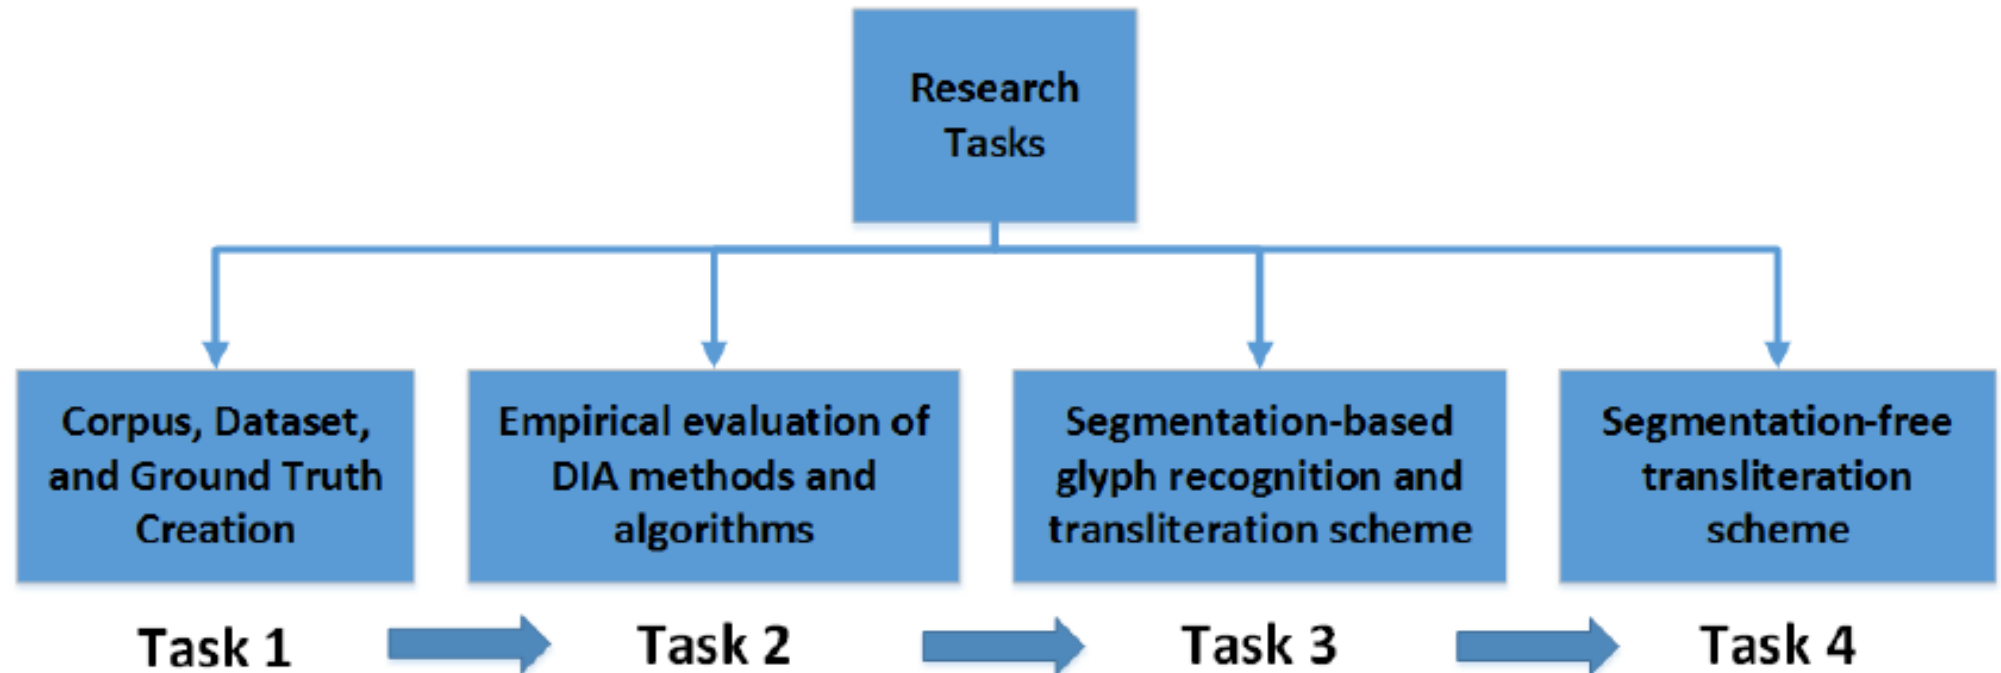 Research
Tasks
Corpus, Dataset,
and Ground Truth
Creation
Empirical evaluation of
DIA methods and
algorithms
Segmentation-based
glyph recognition and
transliteration scheme
Segmentation-free
transliteration
scheme
Task 1
Task 2
Task 3
Task 4